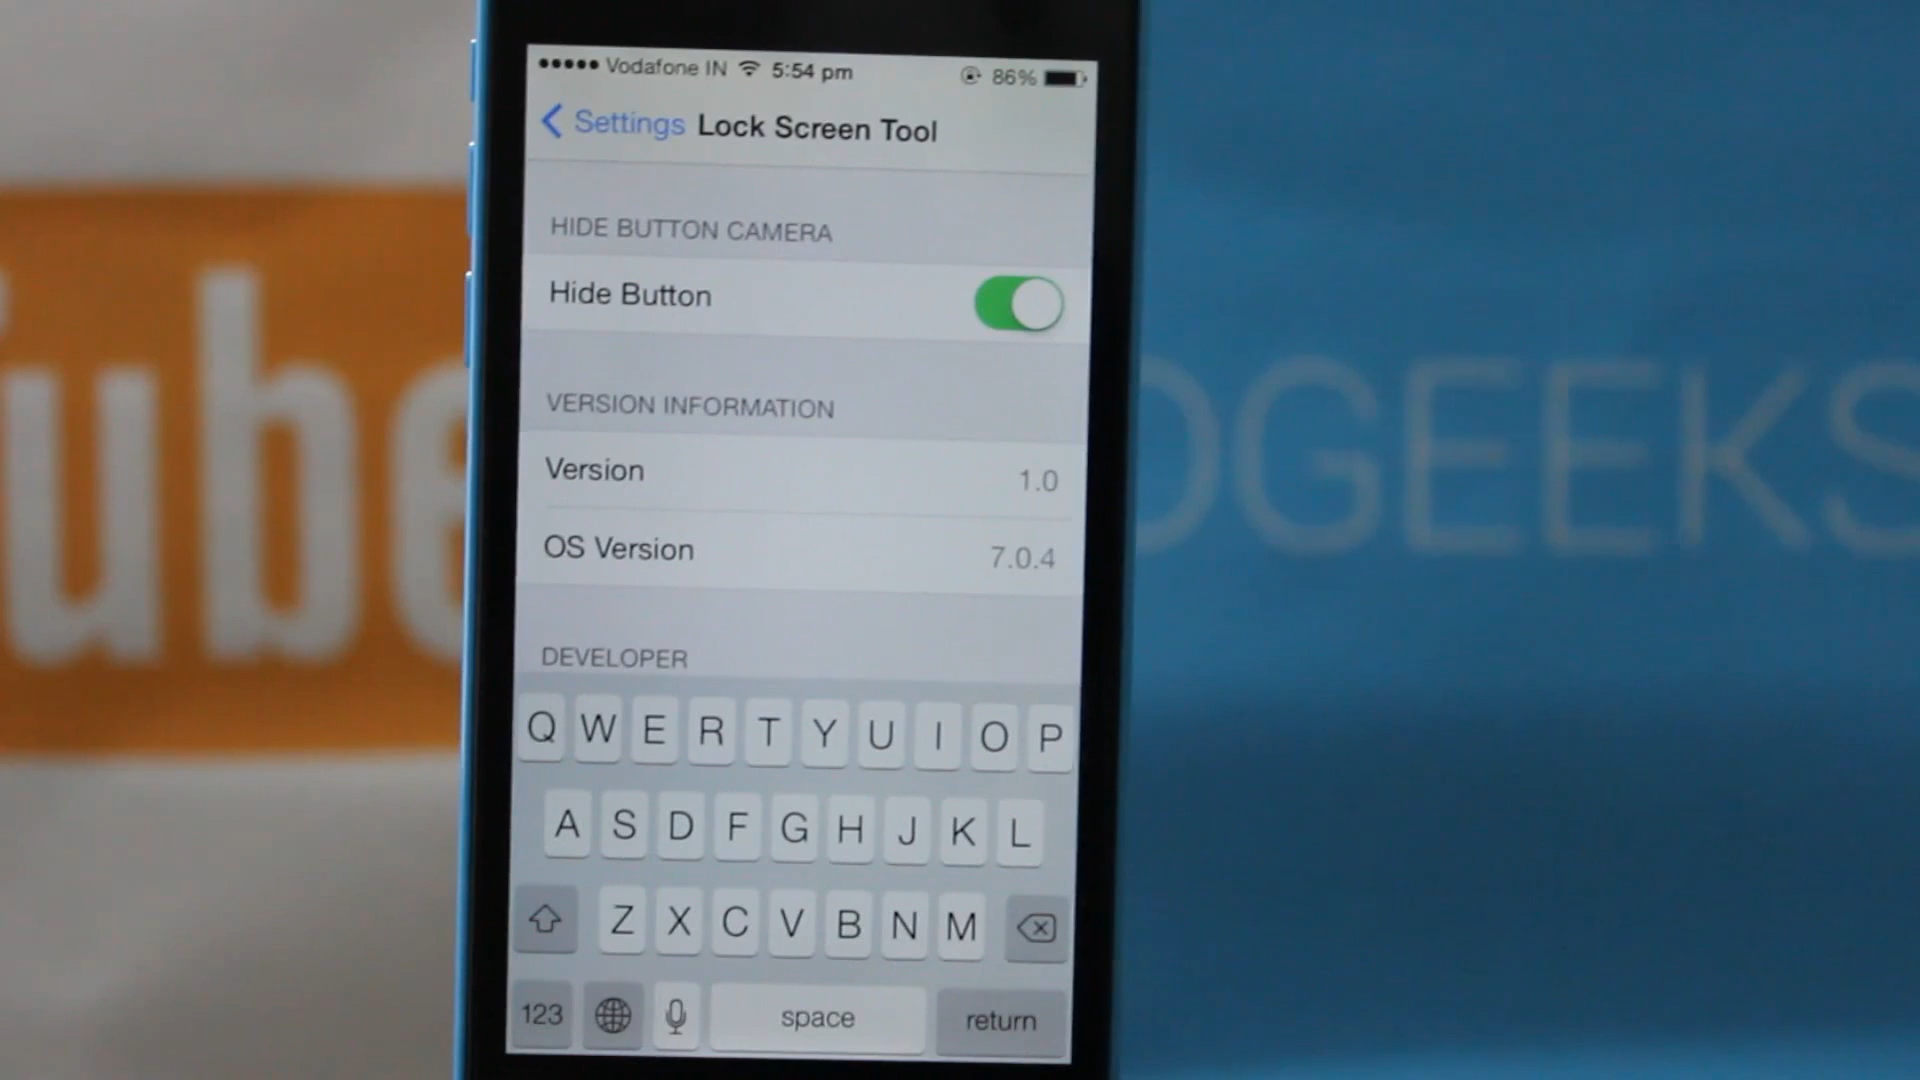 Vodafone IN 5:54 pm 86%
Settings Lock Screen Tool
HIDE BUTTON CAMERA
Hide Button
VERSION INFORMATION
Version 1.0
OS Version 7.0.4
DEVELOPER
Q W E R T Y U I O P
A S D F G H J K L
Z X C V B N M
123 space return
ube
OGEEKS